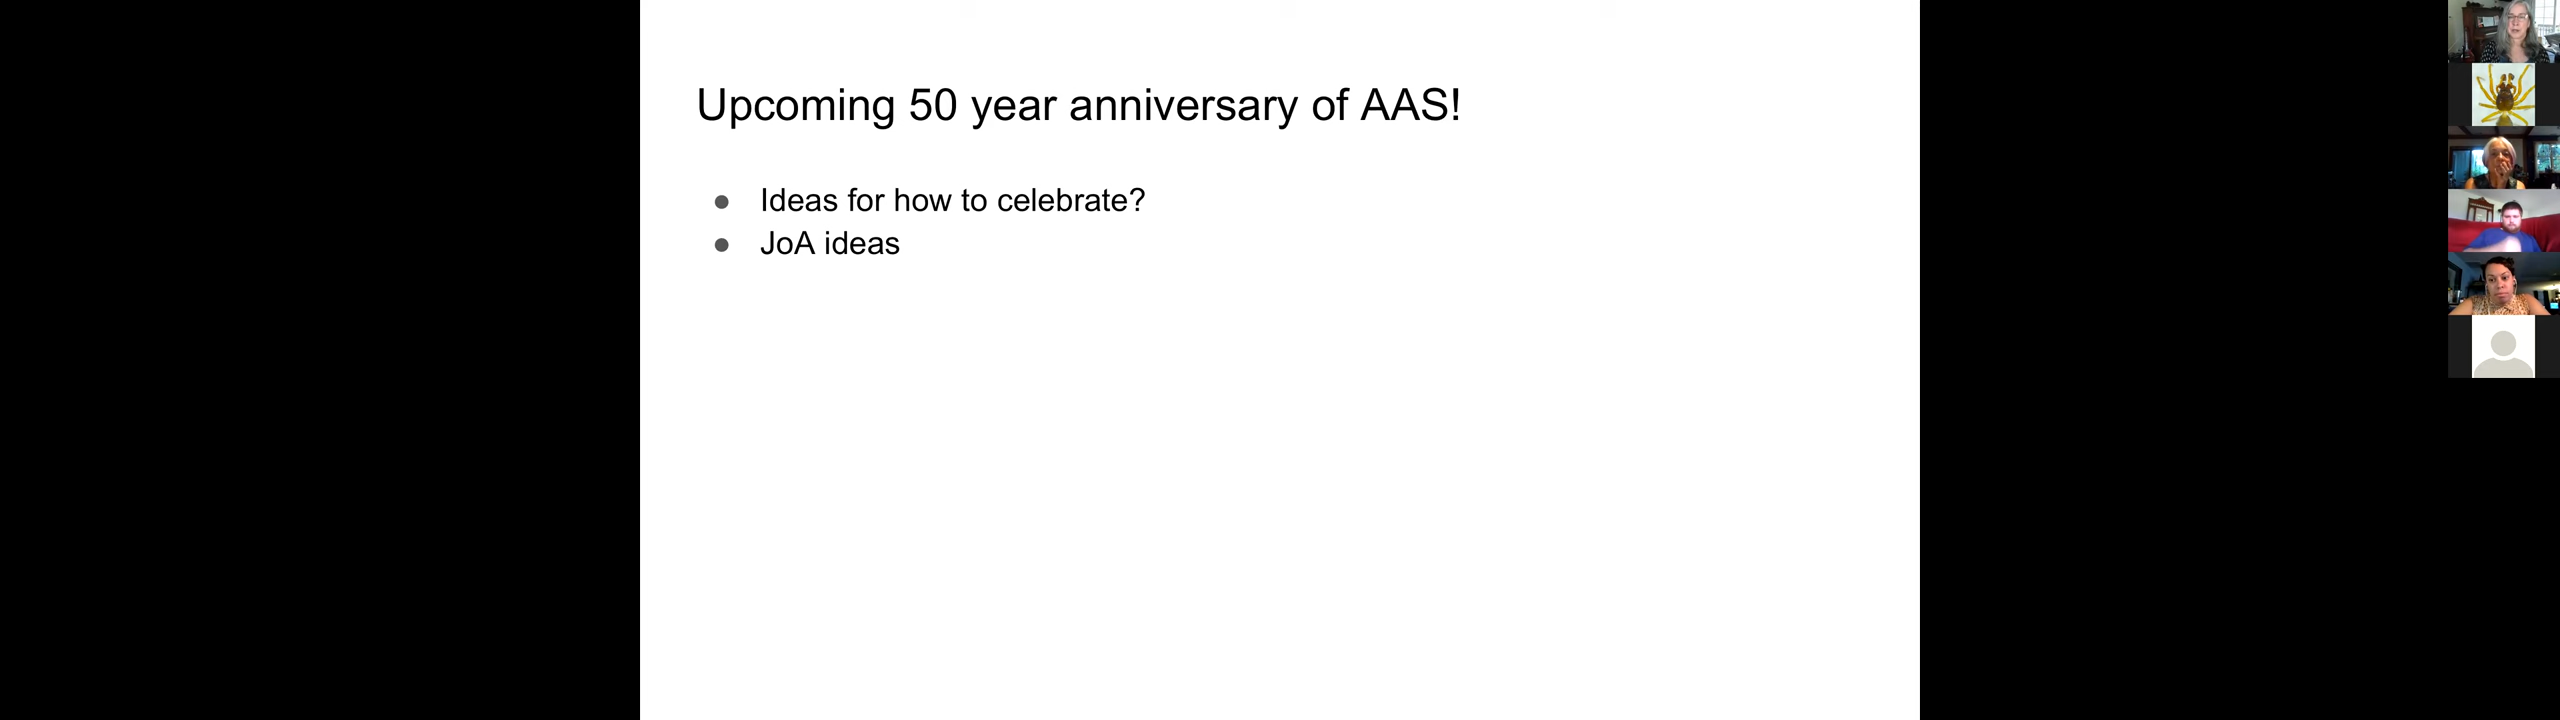 Upcoming 50 year anniversary of AAS!
● Ideas for how to celebrate?
● JoA ideas